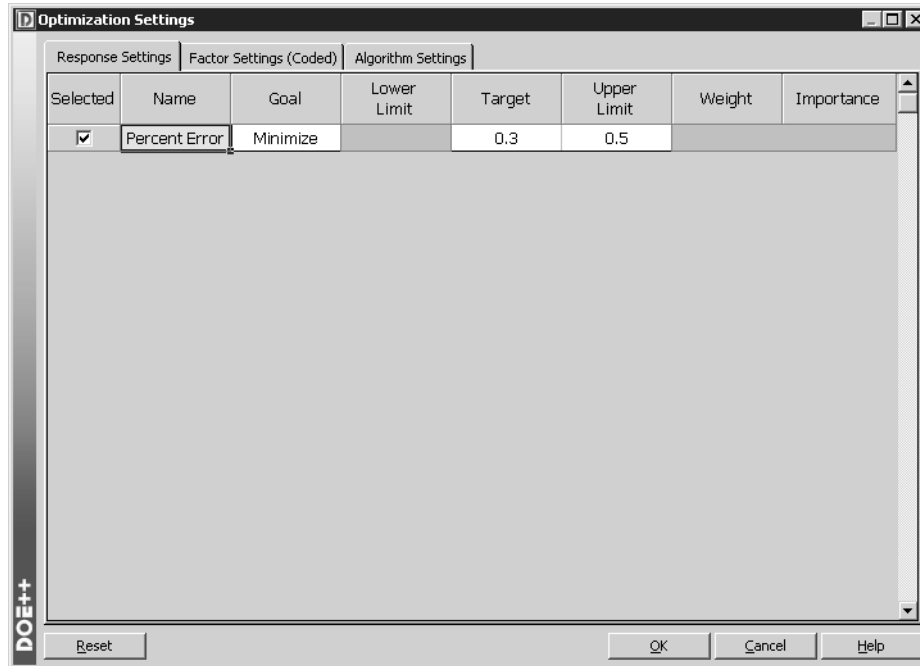 Optimization Settings
Response Settings Factor Settings (Coded) Algorithm Settings
Selected Name Goal Lower Limit Target Upper Limit Weight Importance
Percent Error Minimize 0.3 0.5
DOE++
Reset OK Cancel Help